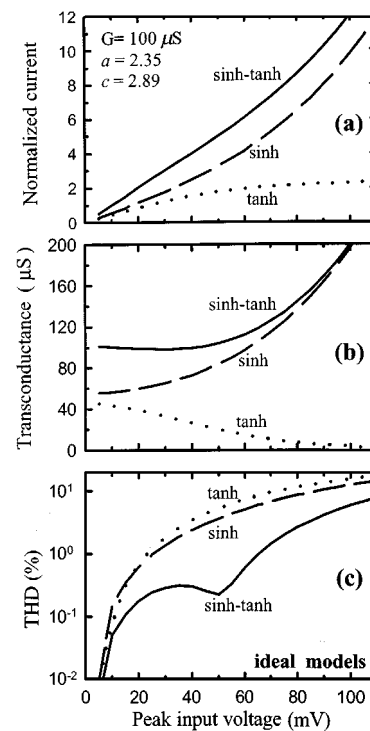 12
10
8
6
4
2
0
Normalized current
G= 100 μS
a = 2.35
c = 2.89
sinh-tanh
sinh
tanh
(a)
200
160
120
80
40
0
Transconductance ( μS)
sinh-tanh
sinh
tanh
(b)
10¹
10⁰
10⁻¹
10⁻²
THD (%)
tanh
sinh
sinh-tanh
(c)
ideal models
0 20 40 60 80 100
Peak input voltage (mV)